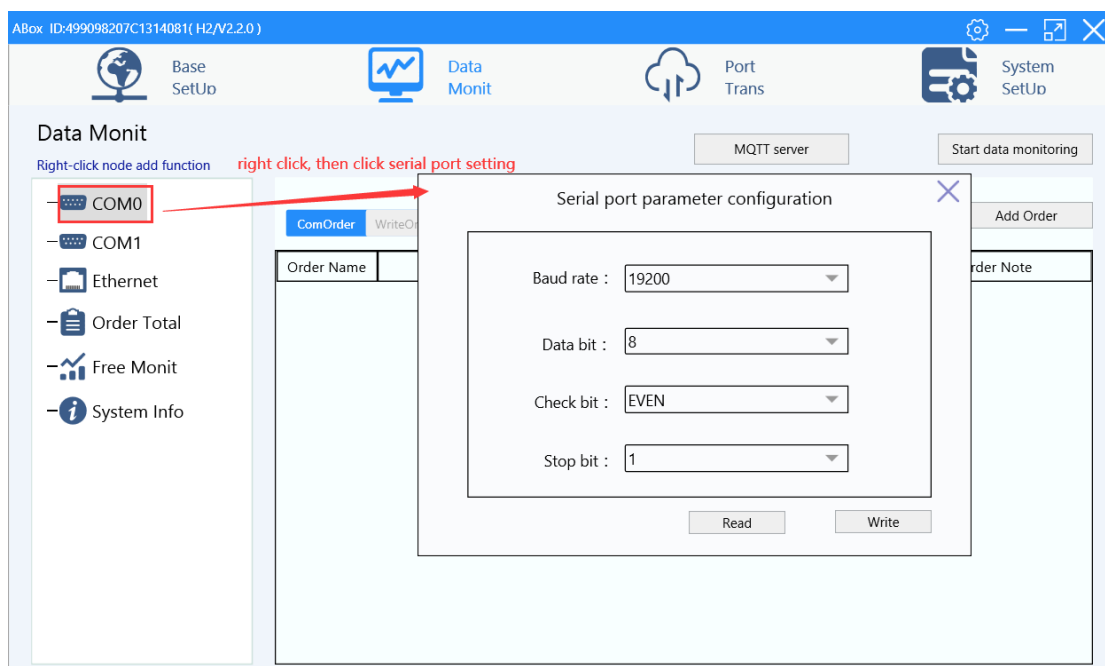 ABox ID:499098207C1314081( H2/V2.2.0 )
Base
SetUp
Data
Monit
Port
Trans
System
SetUp
Data Monit
MQTT server
Start data monitoring
Right-click node add function
right click, then click serial port setting
COM0
COM1
Ethernet
Order Total
Free Monit
System Info
ComOrder
Add Order
Order Name
Serial port parameter configuration
Baud rate :
19200
Data bit :
8
Check bit :
EVEN
Stop bit :
1
Read
Write